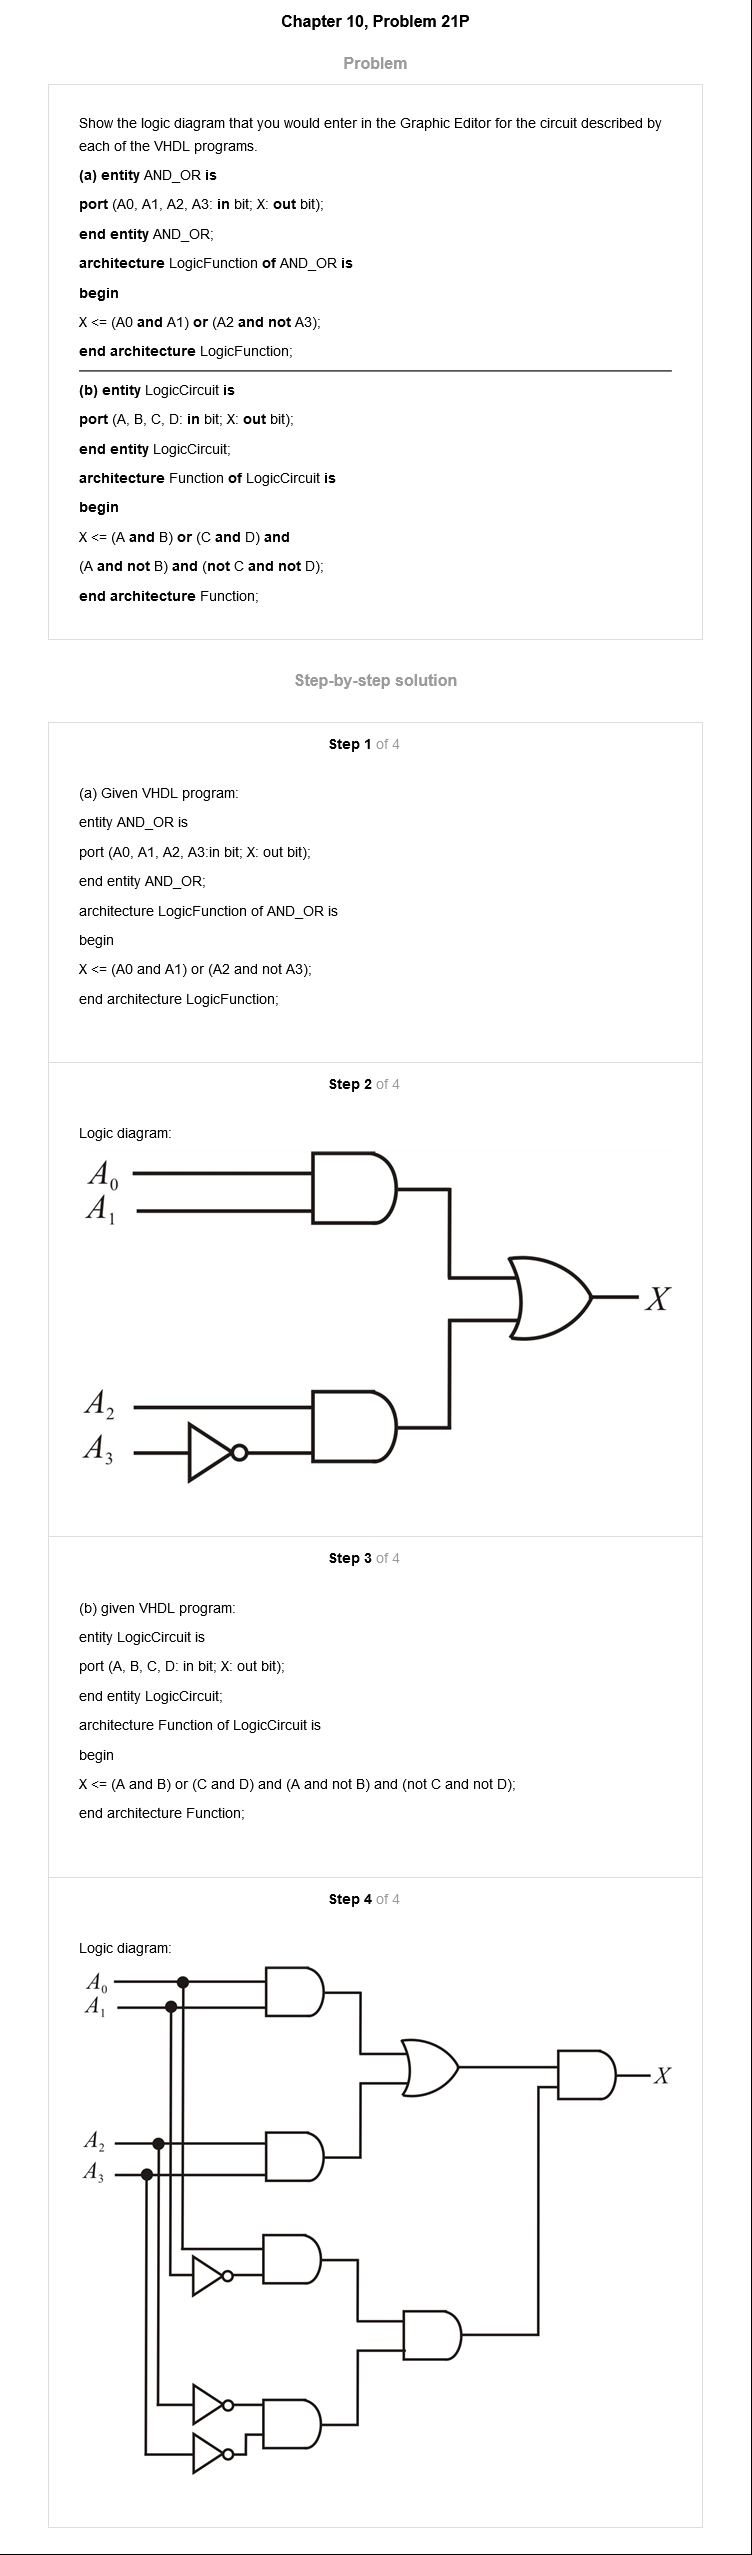 Chapter 10, Problem 21P
Problem
Show the logic diagram that you would enter in the Graphic Editor for the circuit described by
each of the VHDL programs.
(a) entity AND_OR is
port (A0, A1, A2, A3: in bit; X: out bit);
end entity AND_OR;
architecture LogicFunction of AND_OR is
begin
X <= (A0 and A1) or (A2 and not A3);
end architecture LogicFunction;
(b) entity LogicCircuit is
port (A, B, C, D: in bit; X: out bit);
end entity LogicCircuit;
architecture Function of LogicCircuit is
begin
X <= (A and B) or (C and D) and
(A and not B) and (not C and not D);
end architecture Function;
Step-by-step solution
Step 1 of 4
(a) Given VHDL program:
entity AND_OR is
port (A0, A1, A2, A3:in bit; X: out bit);
end entity AND_OR;
architecture LogicFunction of AND_OR is
begin
X <= (A0 and A1) or (A2 and not A3);
end architecture LogicFunction;
Step 2 of 4
Logic diagram:
A₀
A₁
X
A₂
A₃
Step 3 of 4
(b) given VHDL program:
entity LogicCircuit is
port (A, B, C, D: in bit; X: out bit);
end entity LogicCircuit;
architecture Function of LogicCircuit is
begin
X <= (A and B) or (C and D) and (A and not B) and (not C and not D);
end architecture Function;
Step 4 of 4
Logic diagram:
A₀
A₁
X
A₂
A₃